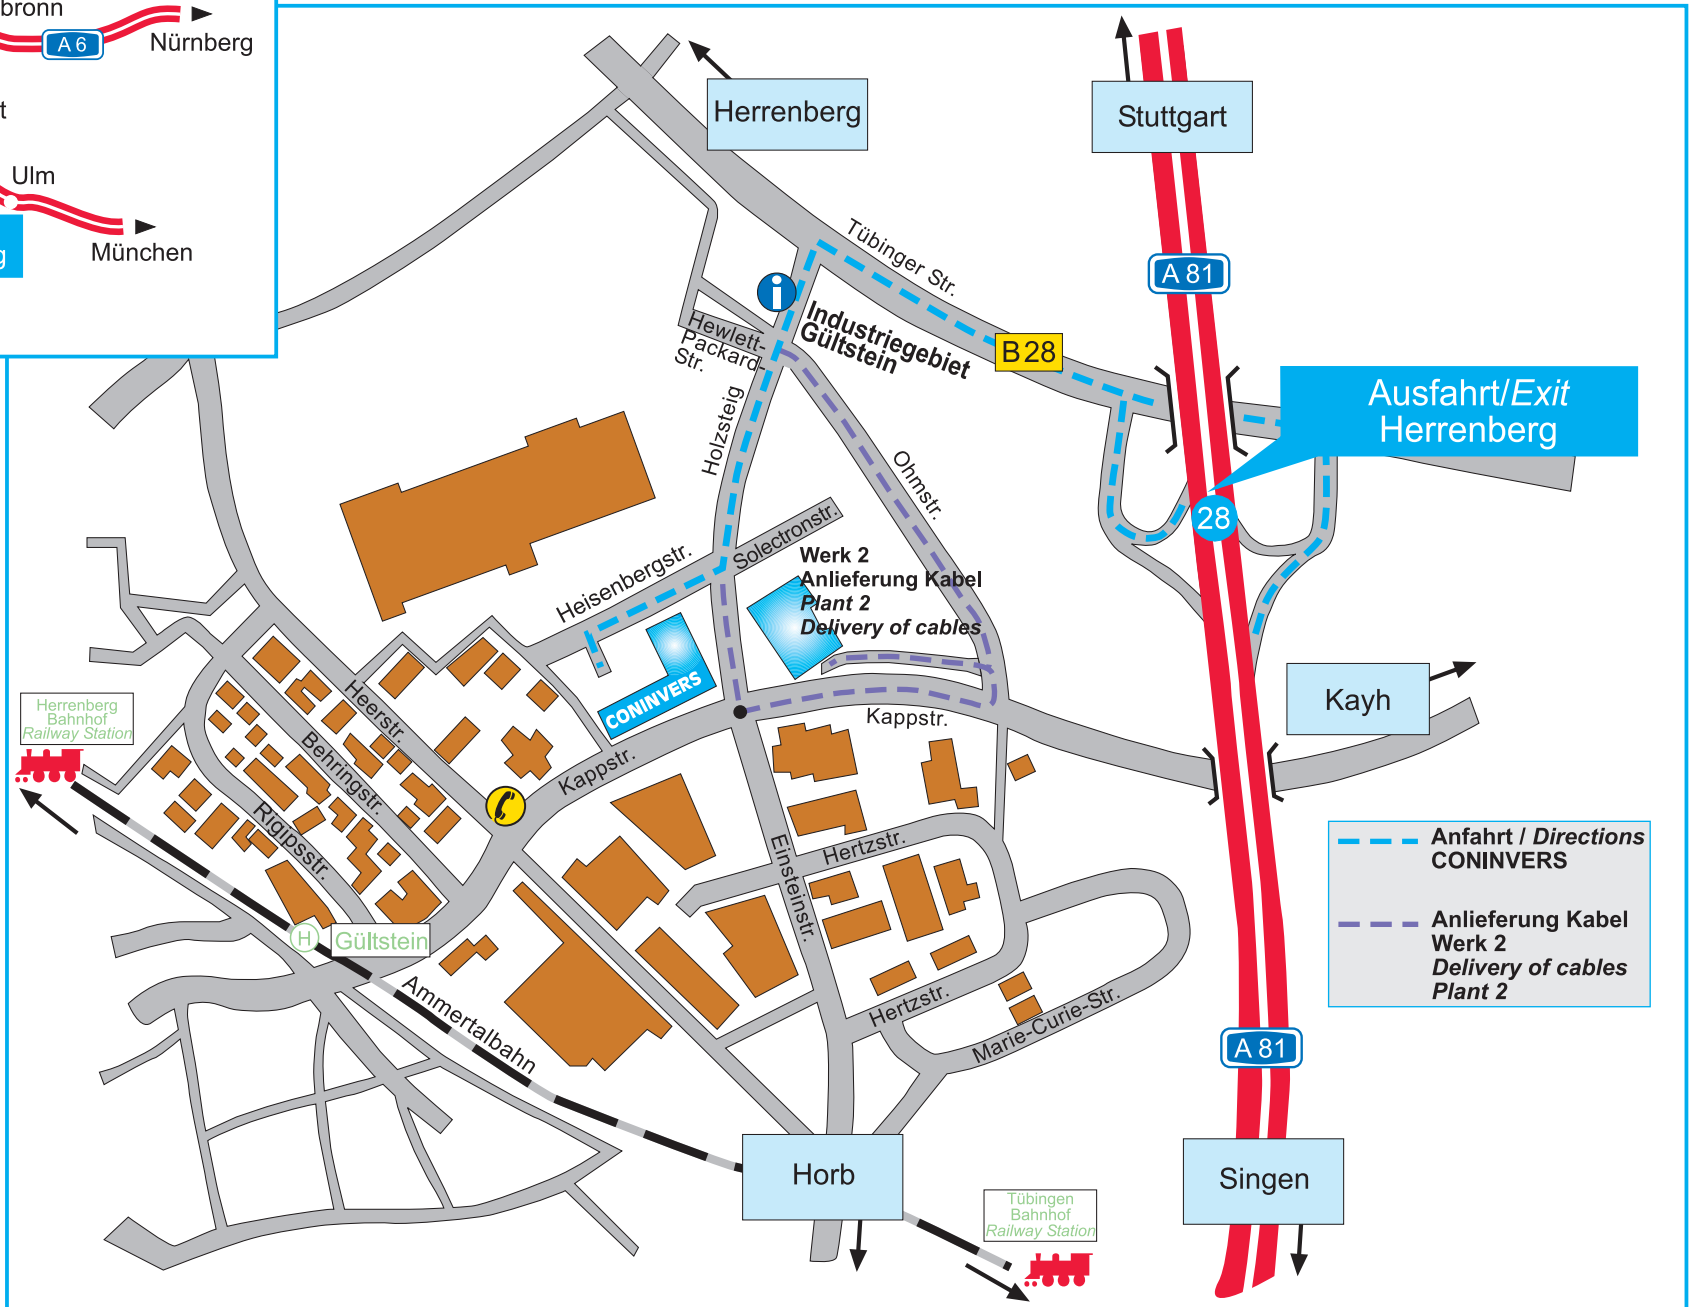 bronn
A 6
Nürnberg
t
Ulm
München
g
Herrenberg
Stuttgart
Tübinger Str.
A 81
Industriegebiet
Gültstein
B 28
Hewlett-
Packard-
Str.
Ausfahrt/Exit
Herrenberg
Holzsteig
Ohmstr.
28
Solectronstr.
Heisenbergstr.
Werk 2
Anlieferung Kabel
Plant 2
Delivery of cables
CONINVERS
Kayh
Herrenberg
Bahnhof
Railway Station
Heerstr.
Kappstr.
Behringstr.
Kappstr.
Rigipsstr.
Hertzstr.
Einsteinstr.
Anfahrt / Directions
CONINVERS
Anlieferung Kabel
Werk 2
Delivery of cables
Plant 2
H
Gültstein
Ammertalbahn
Hertzstr.
Marie-Curie-Str.
A 81
Horb
Singen
Tübingen
Bahnhof
Railway Station